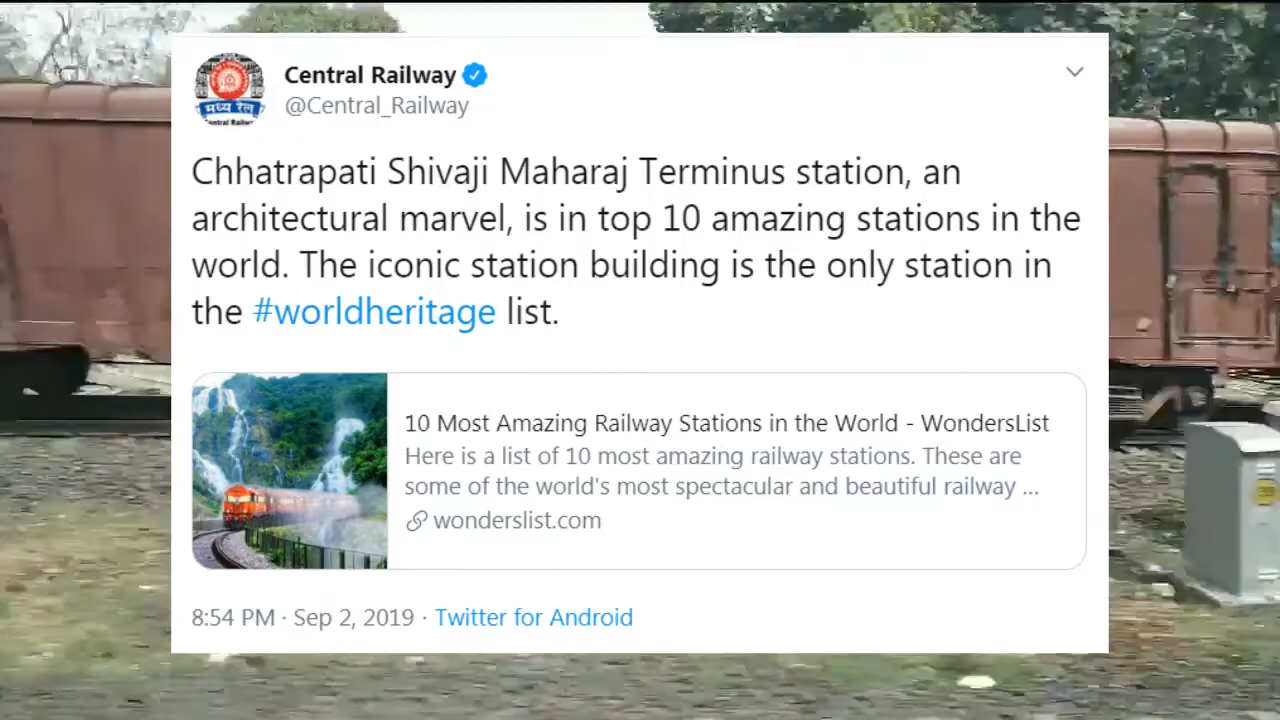 Central Railway
@Central_Railway
मध्य रेल
Chhatrapati Shivaji Maharaj Terminus station, an
architectural marvel, is in top 10 amazing stations in the
world. The iconic station building is the only station in
the #worldheritage list.
10 Most Amazing Railway Stations in the World - WondersList
Here is a list of 10 most amazing railway stations. These are
some of the world's most spectacular and beautiful railway ...
wonderslist.com
8:54 PM · Sep 2, 2019 · Twitter for Android